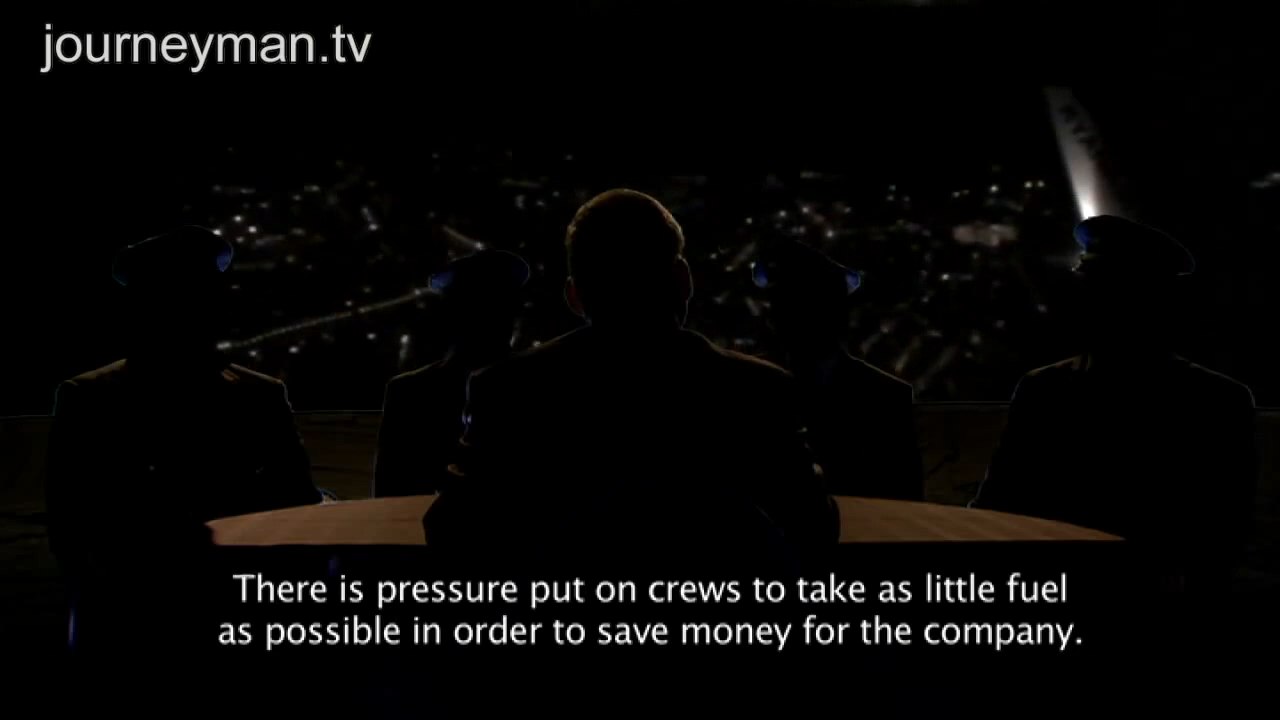 journeyman.tv
There is pressure put on crews to take as little fuel
as possible in order to save money for the company.